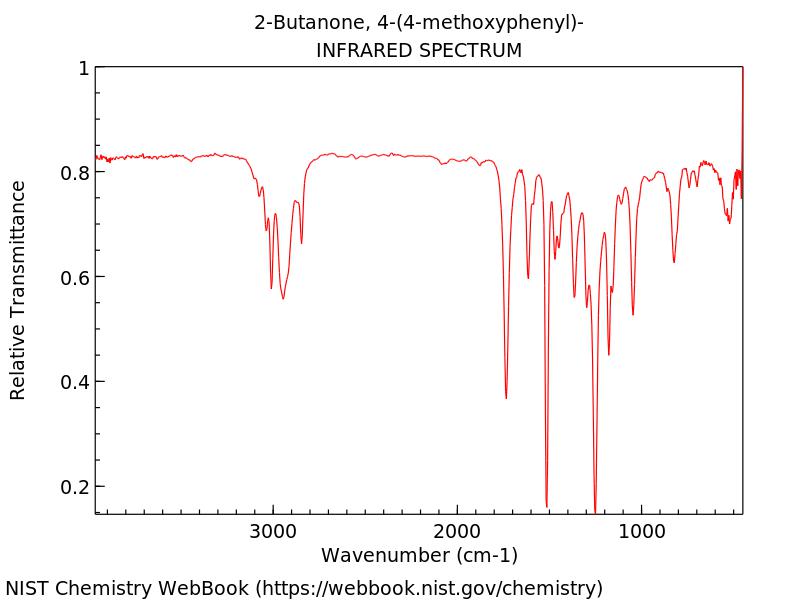 2-Butanone, 4-(4-methoxyphenyl)-
INFRARED SPECTRUM
1
0.8
0.6
0.4
0.2
Relative Transmittance
3000 2000 1000
Wavenumber (cm-1)
NIST Chemistry WebBook (https://webbook.nist.gov/chemistry)